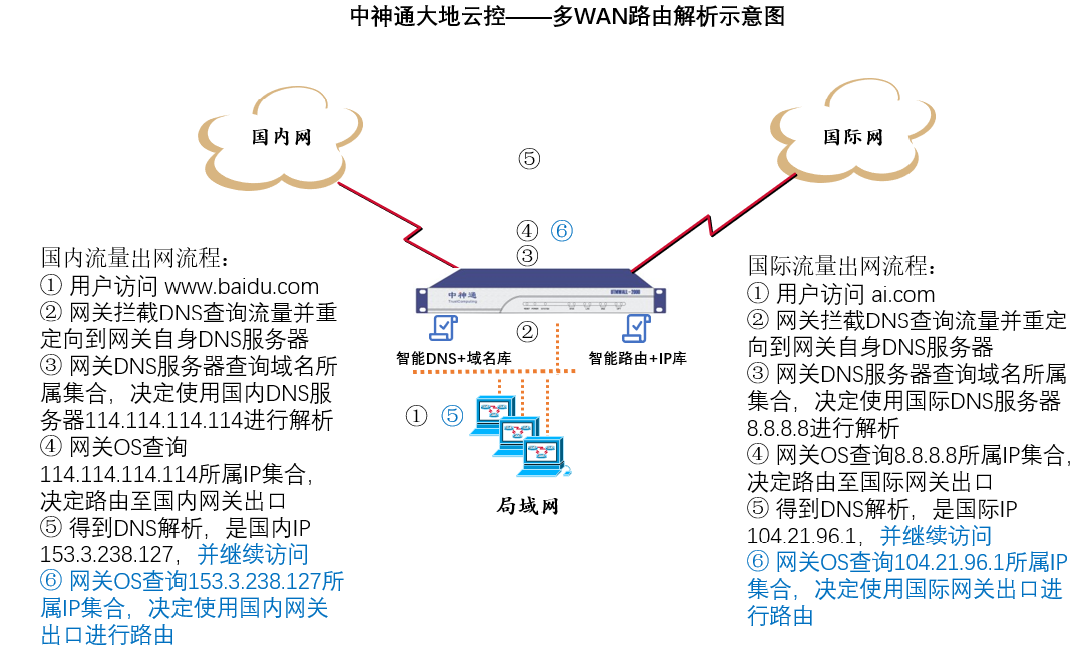 中神通大地云控——多WAN路由解析示意图
国内网
国际网
⑤
④ ⑥
③
国内流量出网流程：
① 用户访问 www.baidu.com
② 网关拦截DNS查询流量并重
定向到网关自身DNS服务器
③ 网关DNS服务器查询域名所
属集合，决定使用国内DNS服
务器114.114.114.114进行解析
④ 网关OS查询
114.114.114.114所属IP集合，
决定路由至国内网关出口
⑤ 得到DNS解析，是国内IP
153.3.238.127，并继续访问
⑥ 网关OS查询153.3.238.127所
属IP集合，决定使用国内网关
出口进行路由
中神通
UTMWALL-2000
②
智能DNS+域名库
智能路由+IP库
① ⑤
局域网
国际流量出网流程：
① 用户访问 ai.com
② 网关拦截DNS查询流量并重定
向到网关自身DNS服务器
③ 网关DNS服务器查询域名所属
集合，决定使用国际DNS服务器
8.8.8.8进行解析
④ 网关OS查询8.8.8.8所属IP集合，
决定路由至国际网关出口
⑤ 得到DNS解析，是国际IP
104.21.96.1，并继续访问
⑥ 网关OS查询104.21.96.1所属IP
集合，决定使用国际网关出口进
行路由